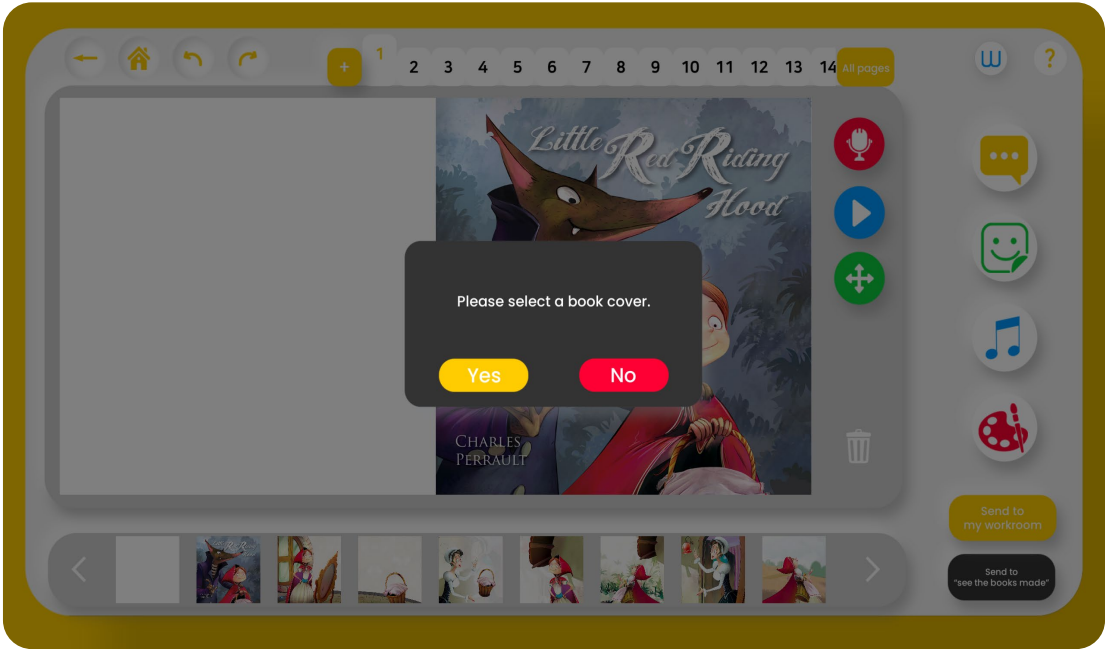 + 1 2 3 4 5 6 7 8 9 10 11 12 13 14 All pages
?
Little Red Riding
Hood
Please select a book cover.
Yes No
CHARLES
PERRAULT
Send to
my workroom
Send to
"see the books made"